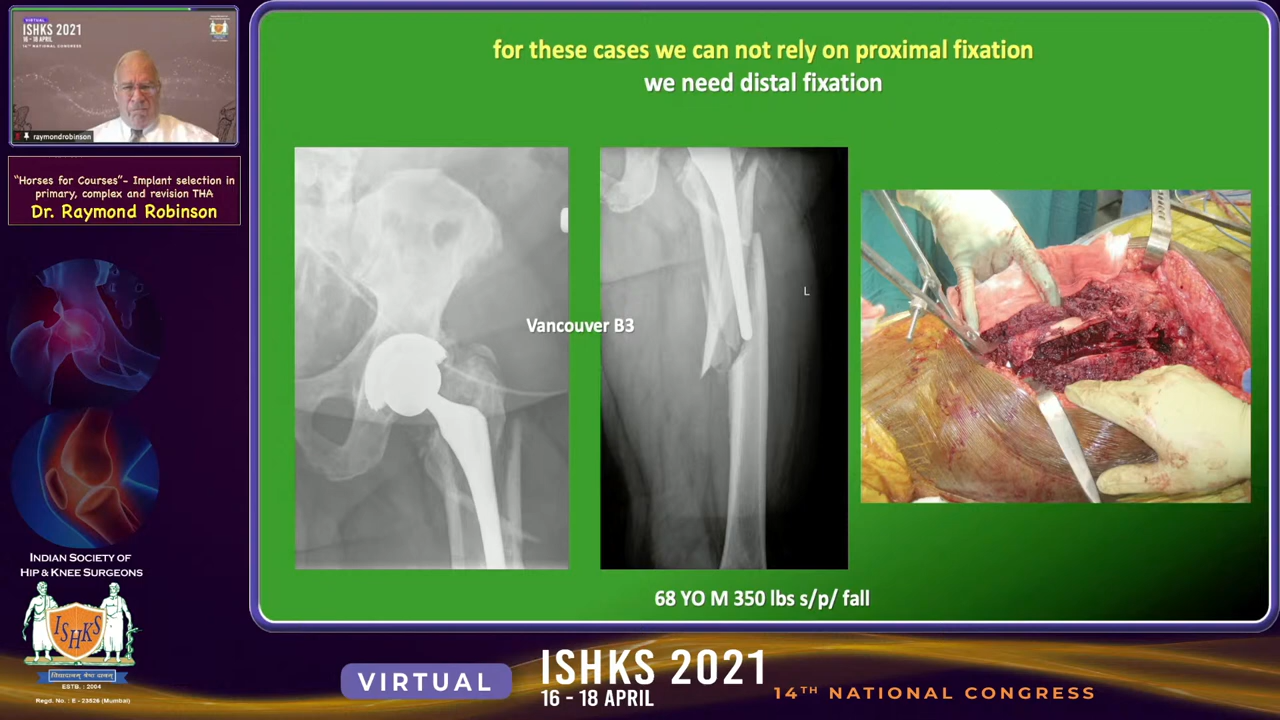 VIRTUAL
ISHKS 2021
16 - 18 APRIL
14TH NATIONAL CONGRESS
raymondrobinson
"Horses for Courses"- Implant selection in
primary, complex and revision THA
Dr. Raymond Robinson
for these cases we can not rely on proximal fixation
we need distal fixation
Vancouver B3
L
68 YO M 350 lbs s/p/ fall
INDIAN SOCIETY OF
HIP & KNEE SURGEONS
ISHKS
ESTB. : 2004
Regd. No. : E - 23526 (Mumbai)
VIRTUAL
ISHKS 2021
16 - 18 APRIL
14TH NATIONAL CONGRESS